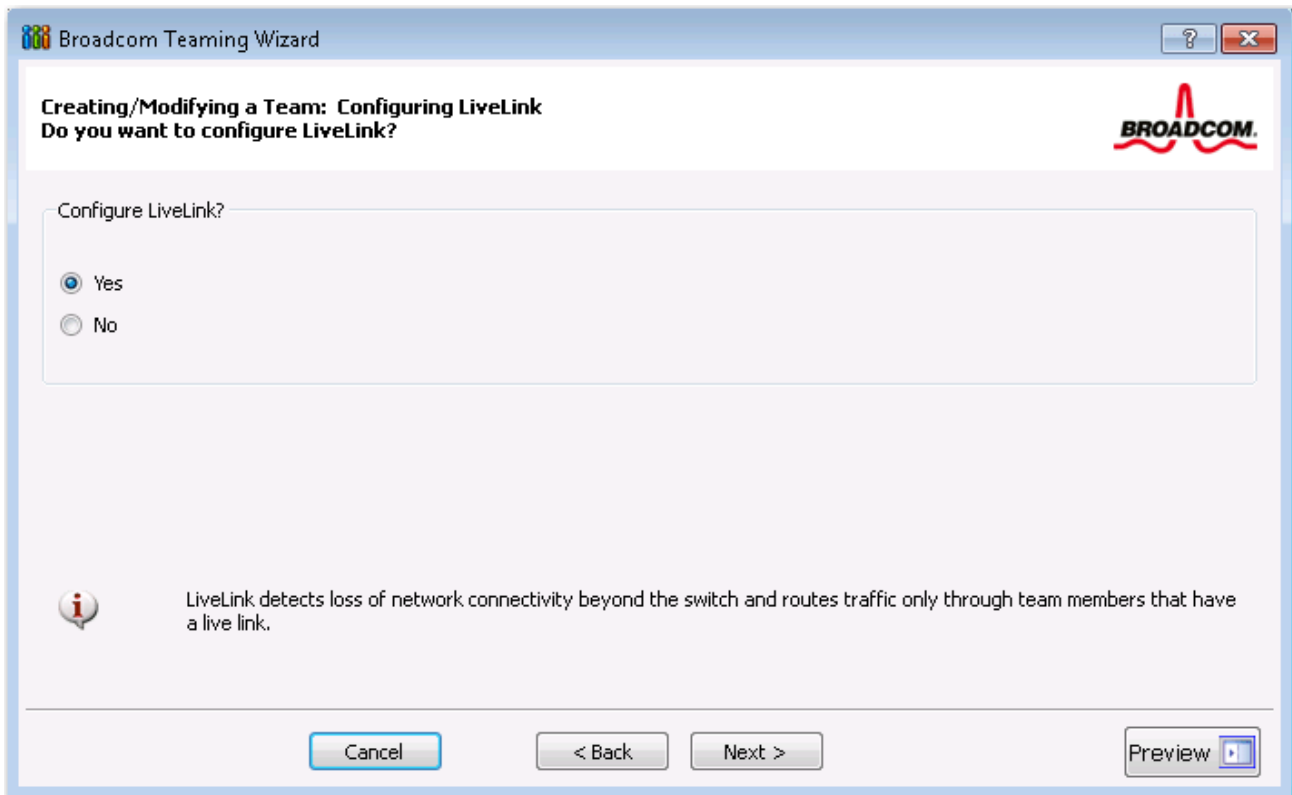 Broadcom Teaming Wizard
?
Creating/Modifying a Team: Configuring LiveLink
Do you want to configure LiveLink?
BROADCOM.
Configure LiveLink?
Yes
No
LiveLink detects loss of network connectivity beyond the switch and routes traffic only through team members that have
a live link.
Cancel
< Back
Next >
Preview